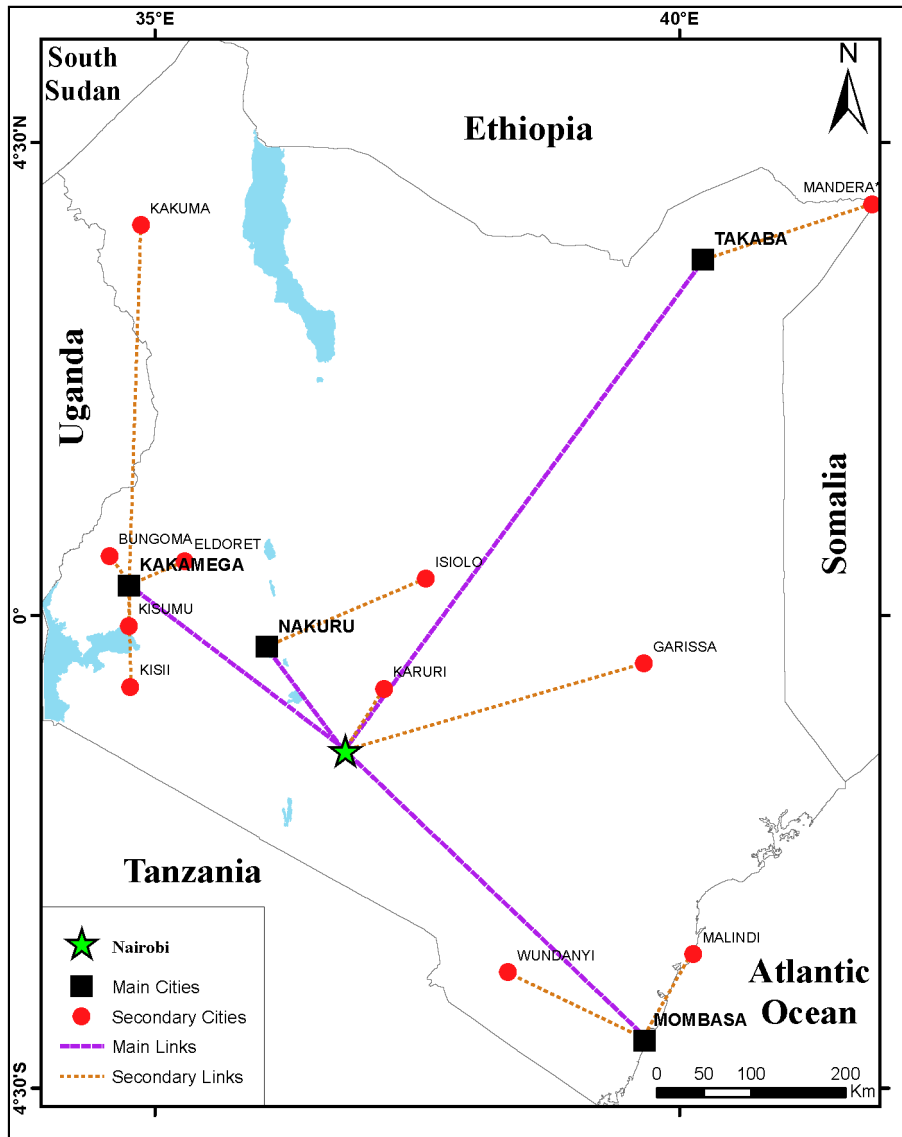 35°E
40°E
South
Sudan
N
Ethiopia
4°30'N
MANDERA*
KAKUMA
TAKABA
Uganda
Somalia
BUNGOMA
ELDORET
KAKAMEGA
ISIOLO
0°
KISUMU
NAKURU
GARISSA
KISII
KARURI
Tanzania
Nairobi
Main Cities
Secondary Cities
Main Links
Secondary Links
WUNDANYI
MALINDI
Atlantic
Ocean
MOMBASA
4°30'S
0 50 100 200
Km